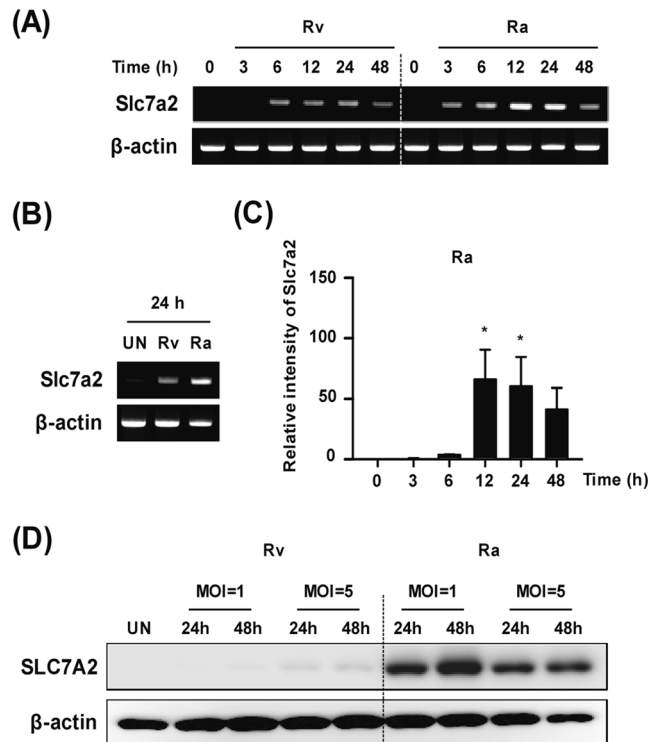 (A)
Rv Ra
Time (h) 0 3 6 12 24 48 0 3 6 12 24 48
Slc7a2
β-actin
(B)
24 h
UN Rv Ra
Slc7a2
β-actin
(C)
Ra
Relative intensity of Slc7a2
150
100
50
0
* *
0 3 6 12 24 48 Time (h)
(D)
Rv Ra
MOI=1 MOI=5 MOI=1 MOI=5
UN 24h 48h 24h 48h 24h 48h 24h 48h
SLC7A2
β-actin